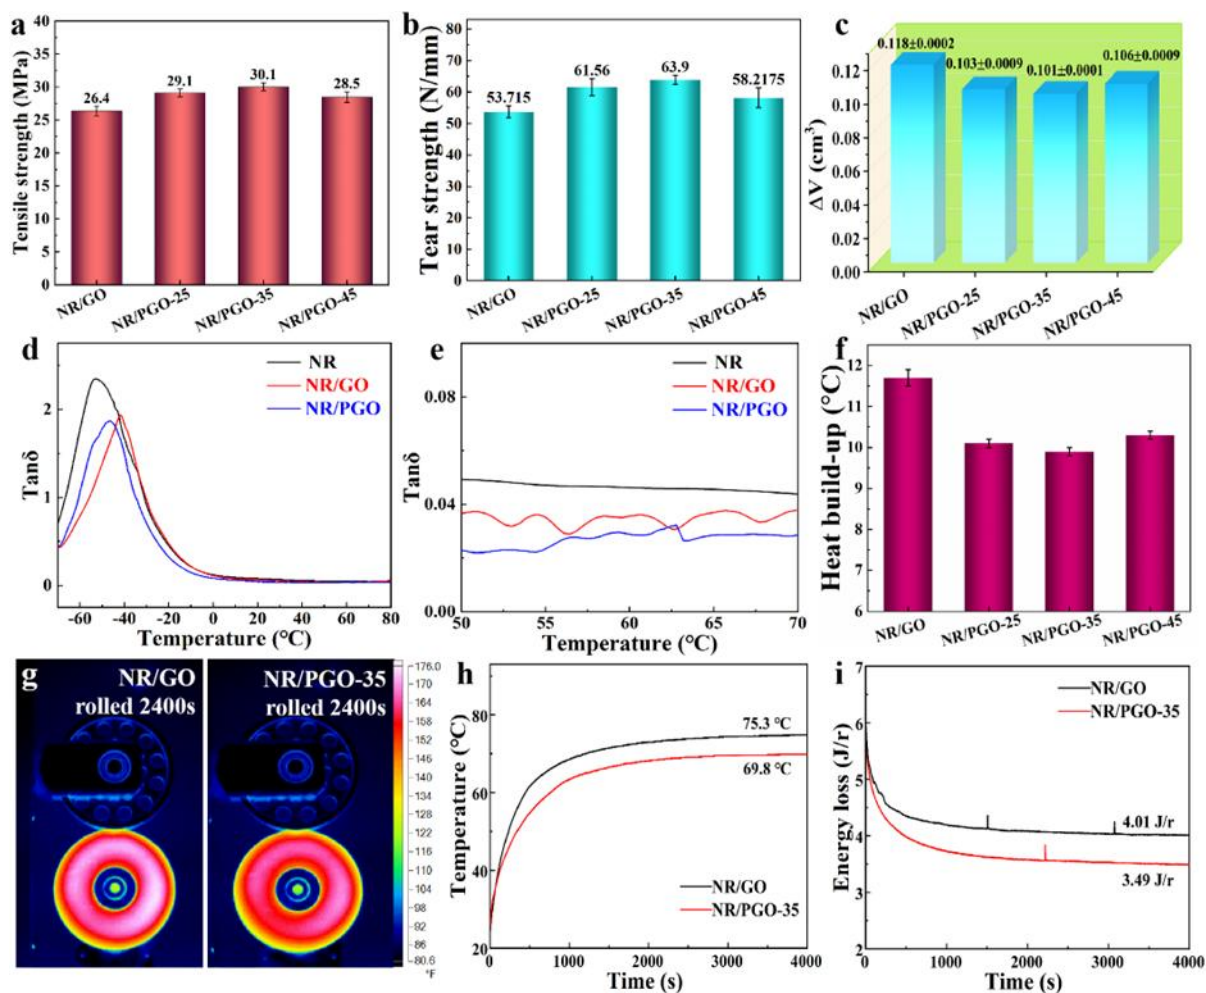 a
Tensile strength (MPa)
40
35
30
25
20
15
10
5
0
26.4
29.1
30.1
28.5
NR/GO
NR/PGO-25
NR/PGO-35
NR/PGO-45
b
Tear strength (N/mm)
80
70
60
50
40
30
20
10
0
53.715
61.56
63.9
58.2175
NR/GO
NR/PGO-25
NR/PGO-35
NR/PGO-45
c
ΔV (cm³)
0.12
0.10
0.08
0.06
0.04
0.02
0.00
0.118±0.0002
0.103±0.0009
0.101±0.0001
0.106±0.0009
NR/GO
NR/PGO-25
NR/PGO-35
NR/PGO-45
d
Tanδ
2
1
0
NR
NR/GO
NR/PGO
-60 -40 -20 0 20 40 60 80
Temperature (°C)
e
Tanδ
0.08
0.04
0.00
NR
NR/GO
NR/PGO
50 55 60 65 70
Temperature (°C)
f
Heat build-up (°C)
12
11
10
9
8
7
6
NR/GO
NR/PGO-25
NR/PGO-35
NR/PGO-45
g
NR/GO
rolled 2400s
NR/PGO-35
rolled 2400s
176.0
170
164
158
152
146
140
134
128
122
116
110
104
98
92
86
80.6
°F
h
Temperature (°C)
80
60
40
20
75.3 °C
69.8 °C
NR/GO
NR/PGO-35
0 1000 2000 3000 4000
Time (s)
i
Energy loss (J/r)
7
6
5
4
3
2
NR/GO
NR/PGO-35
4.01 J/r
3.49 J/r
0 1000 2000 3000 4000
Time (s)